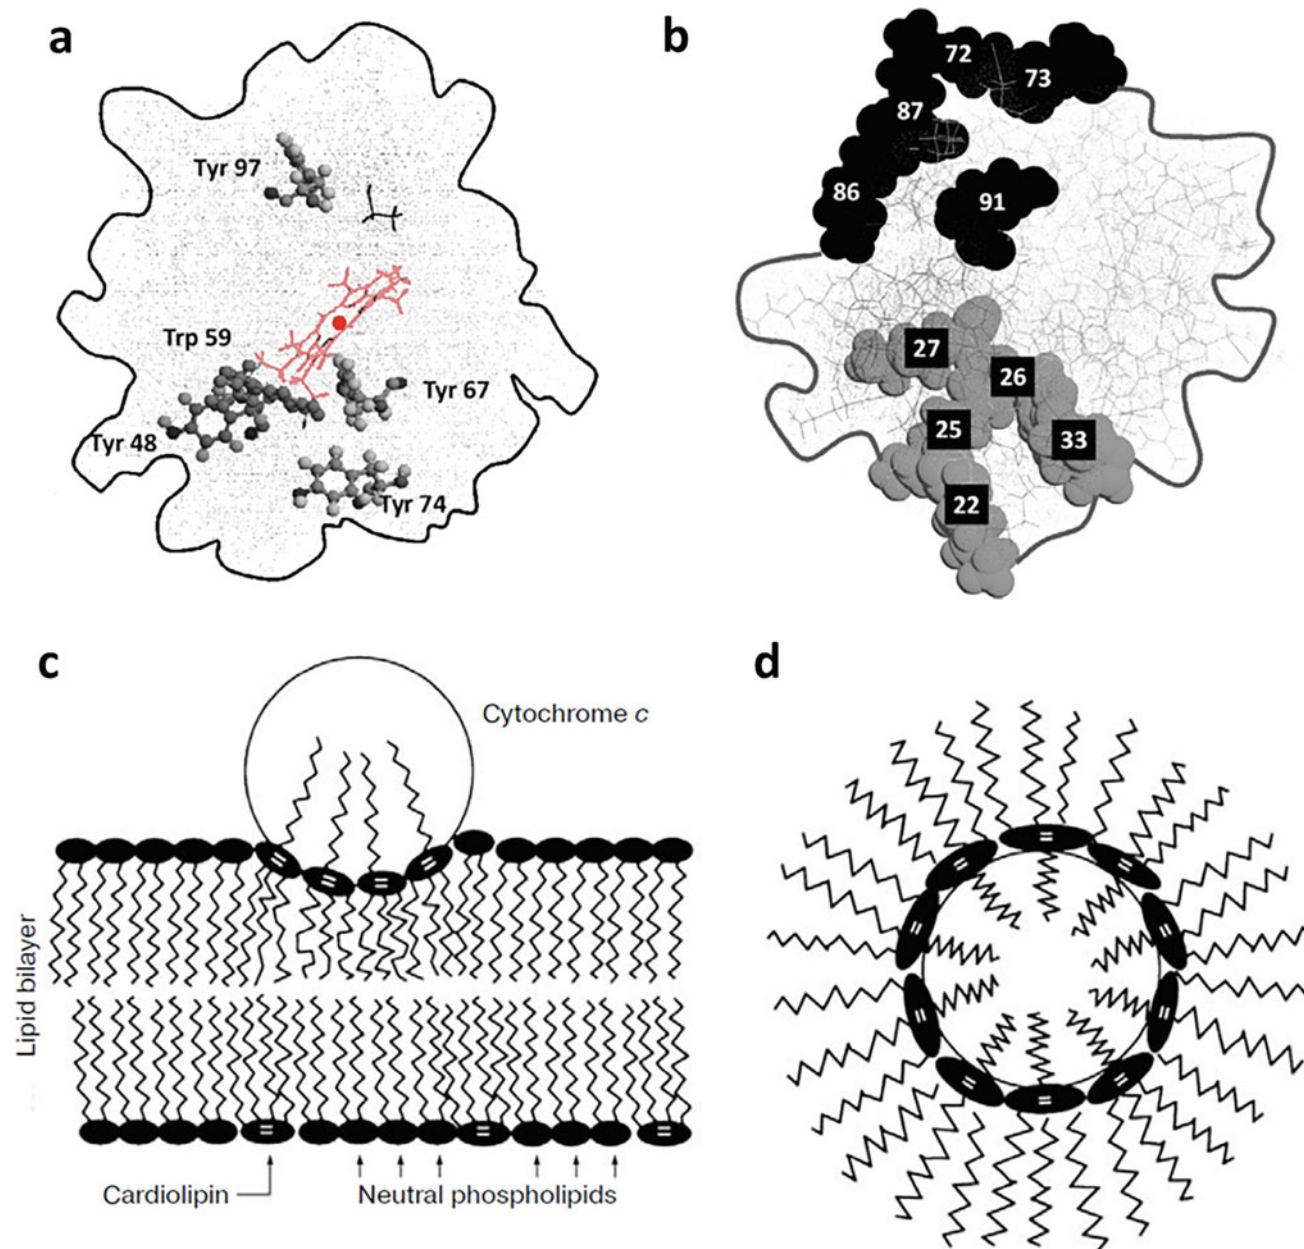 a
Tyr 97
Trp 59
Tyr 67
Tyr 48
Tyr 74
b
72
73
87
86
91
27
26
25
33
22
c
Cytochrome c
Lipid bilayer
=
=
=
=
=
=
=
Cardiolipin
Neutral phospholipids
d
=
=
=
=
=
=
=
=
=
=